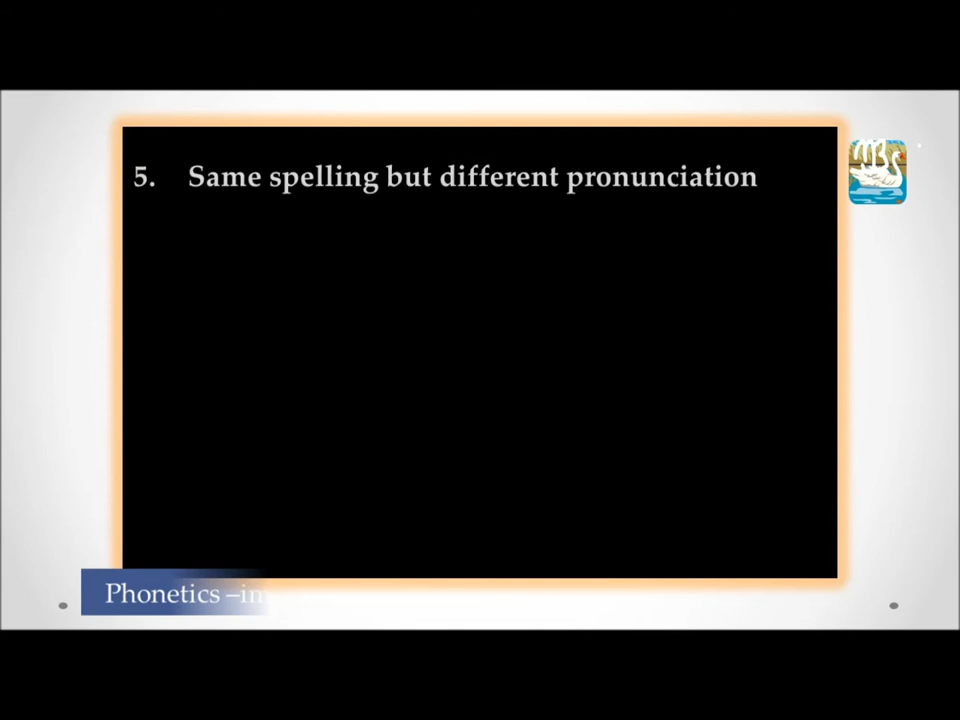 5. Same spelling but different pronunciation
Phonetics –